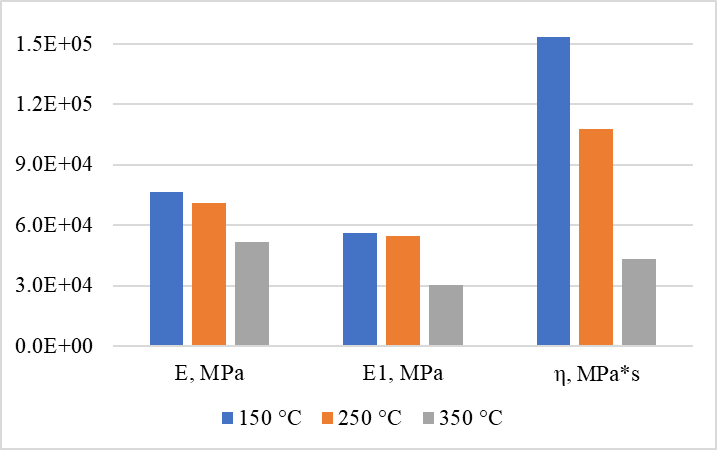 1.5E+05
1.2E+05
9.0E+04
6.0E+04
3.0E+04
0.0E+00
E, MPa E1, MPa η, MPa*s
150 °C 250 °C 350 °C